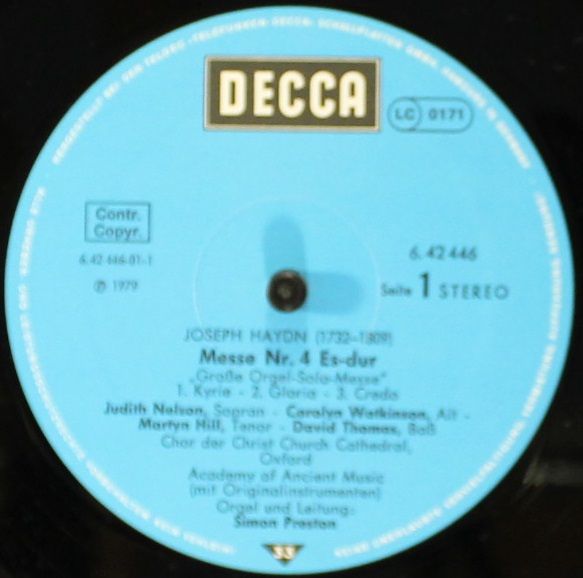 DECCA
LC 0171
Contr.
Copyr.
6.42 446-01-1
℗ 1979
6.42 446
Seite 1 STEREO
JOSEPH HAYDN (1732-1809)
Messe Nr. 4 Es-dur
„Große Orgel-Solo-Messe"
1. Kyrie - 2. Gloria - 3. Credo
Judith Nelson, Sopran - Carolyn Watkinson, Alt -
Martyn Hill, Tenor - David Thomas, Baß
Chor der Christ Church Cathedral,
Oxford
Academy of Ancient Music
(mit Originalinstrumenten)
Orgel und Leitung:
Simon Preston
33